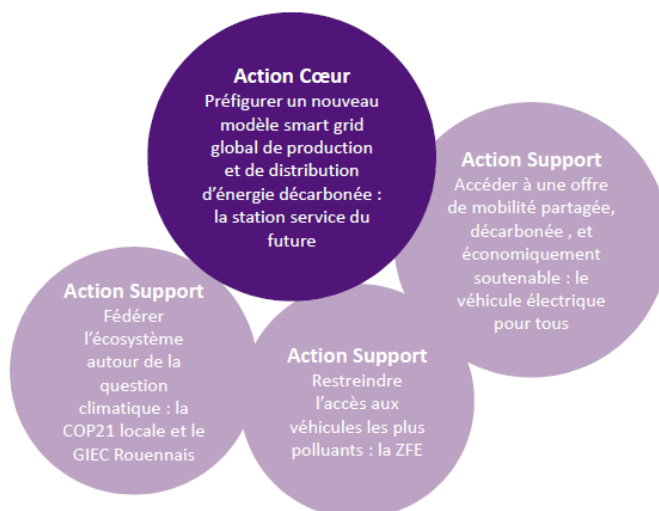 Action Cœur
Préfigurer un nouveau
modèle smart grid
global de production
et de distribution
d’énergie décarbonée :
la station service du
future
Action Support
Accéder à une offre
de mobilité partagée,
décarbonée , et
économiquement
soutenable : le
véhicule électrique
pour tous
Action Support
Fédérer
l’écosystème
autour de la
question
climatique : la
COP21 locale et le
GIEC Rouennais
Action Support
Restreindre
l’accès aux
véhicules les plus
polluants : la ZFE